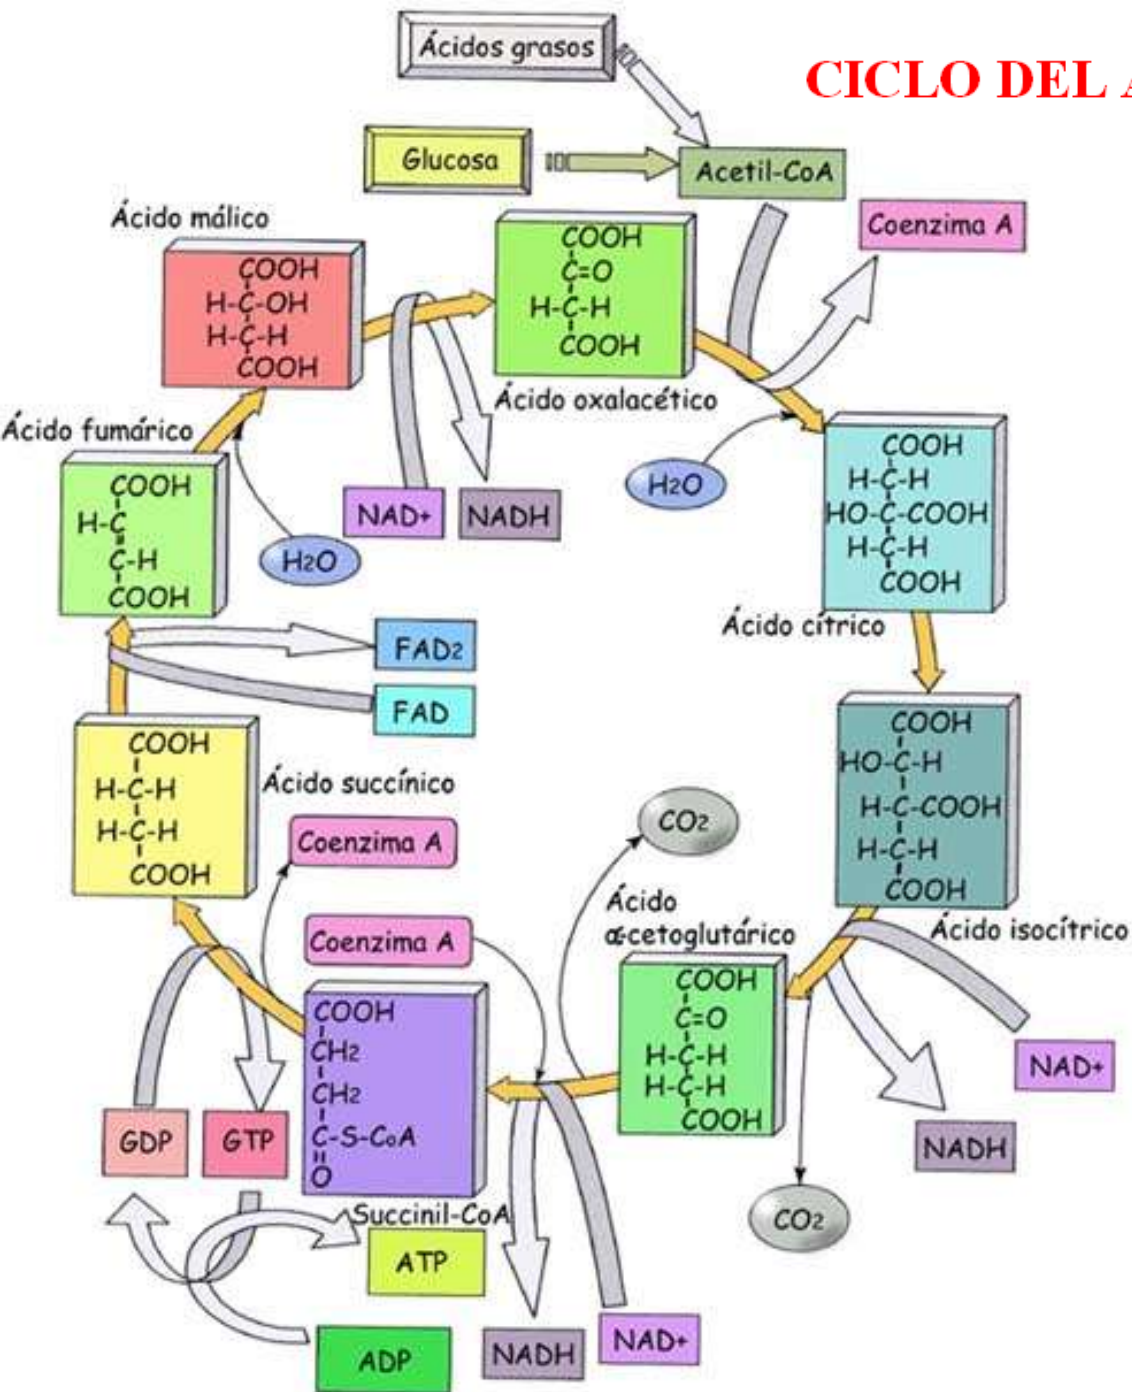 Ácidos grasos
CICLO DEL A
Glucosa
Acetil-CoA
Coenzima A
Ácido málico
COOH
H-C-OH
H-C-H
COOH
COOH
C=O
H-C-H
COOH
Ácido oxalacético
Ácido fumárico
COOH
H-C
C-H
COOH
NAD+
NADH
H2O
H2O
COOH
H-C-H
HO-C-COOH
H-C-H
COOH
Ácido cítrico
FAD2
FAD
COOH
H-C-H
H-C-H
COOH
Ácido succínico
COOH
HO-C-H
H-C-COOH
H-C-H
COOH
Ácido isocítrico
CO2
Coenzima A
Coenzima A
Ácido
α-cetoglutárico
COOH
C=O
H-C-H
H-C-H
COOH
NAD+
NADH
CO2
COOH
CH2
CH2
C-S-CoA
O
Succinil-CoA
GDP
GTP
ATP
ADP
NADH
NAD+